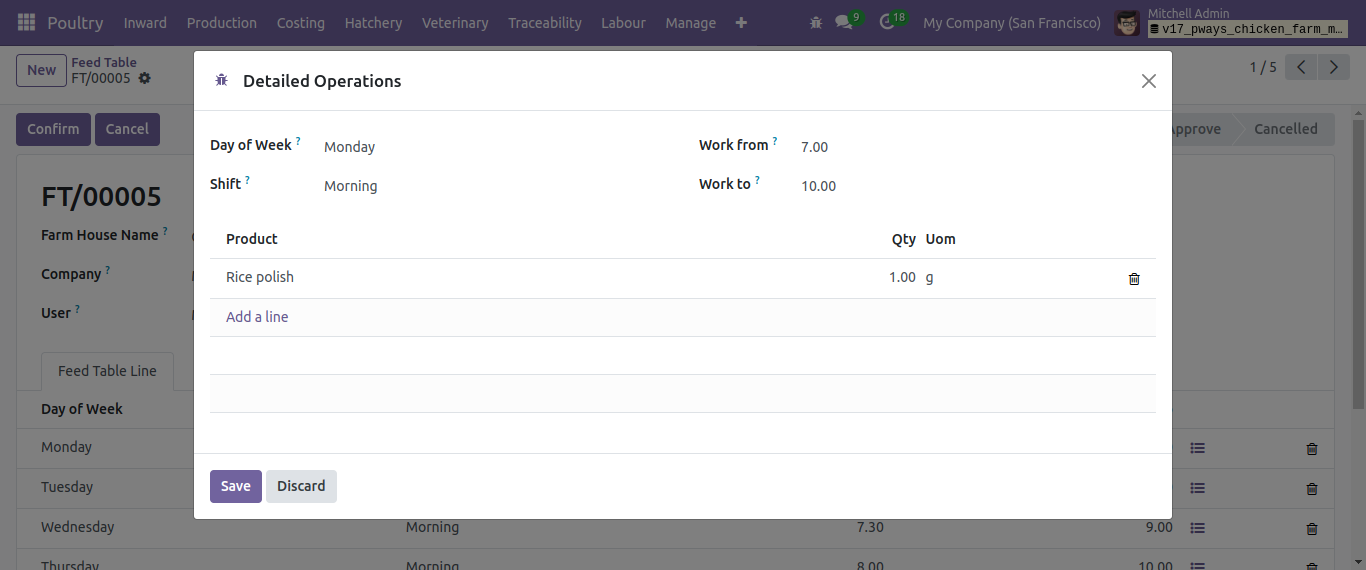 Poultry Inward Production Costing Hatchery Veterinary Traceability Labour Manage 9 18 My Company (San Francisco) Mitchell Admin
v17_pways_chicken_farm_m…
New Feed Table
FT/00005
1 / 5
Confirm Cancel
Approve Cancelled
Detailed Operations
Day of Week ? Monday
Work from ? 7.00
Shift ? Morning
Work to ? 10.00
Product Qty Uom
Rice polish 1.00 g
Add a line
Save Discard
FT/00005
Farm House Name ?
Company ?
User ?
Feed Table Line
Day of Week
Monday
Tuesday
Wednesday Morning 7.30 9.00
Thursday Morning 8.00 10.00